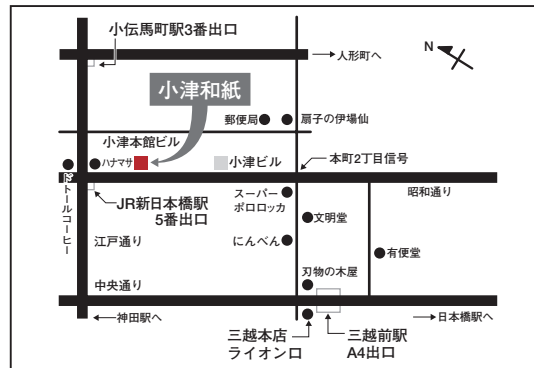 小伝馬町駅3番出口
人形町へ
N
小津和紙
郵便局
扇子の伊場仙
小津本館ビル
ハナマサ
小津ビル
本町2丁目信号
昭和通り
ドトールコーヒー
JR新日本橋駅
5番出口
スーパー
ポロロッカ
文明堂
江戸通り
にんべん
有便堂
刃物の木屋
中央通り
神田駅へ
三越本店
ライオン口
三越前駅
A4出口
日本橋駅へ